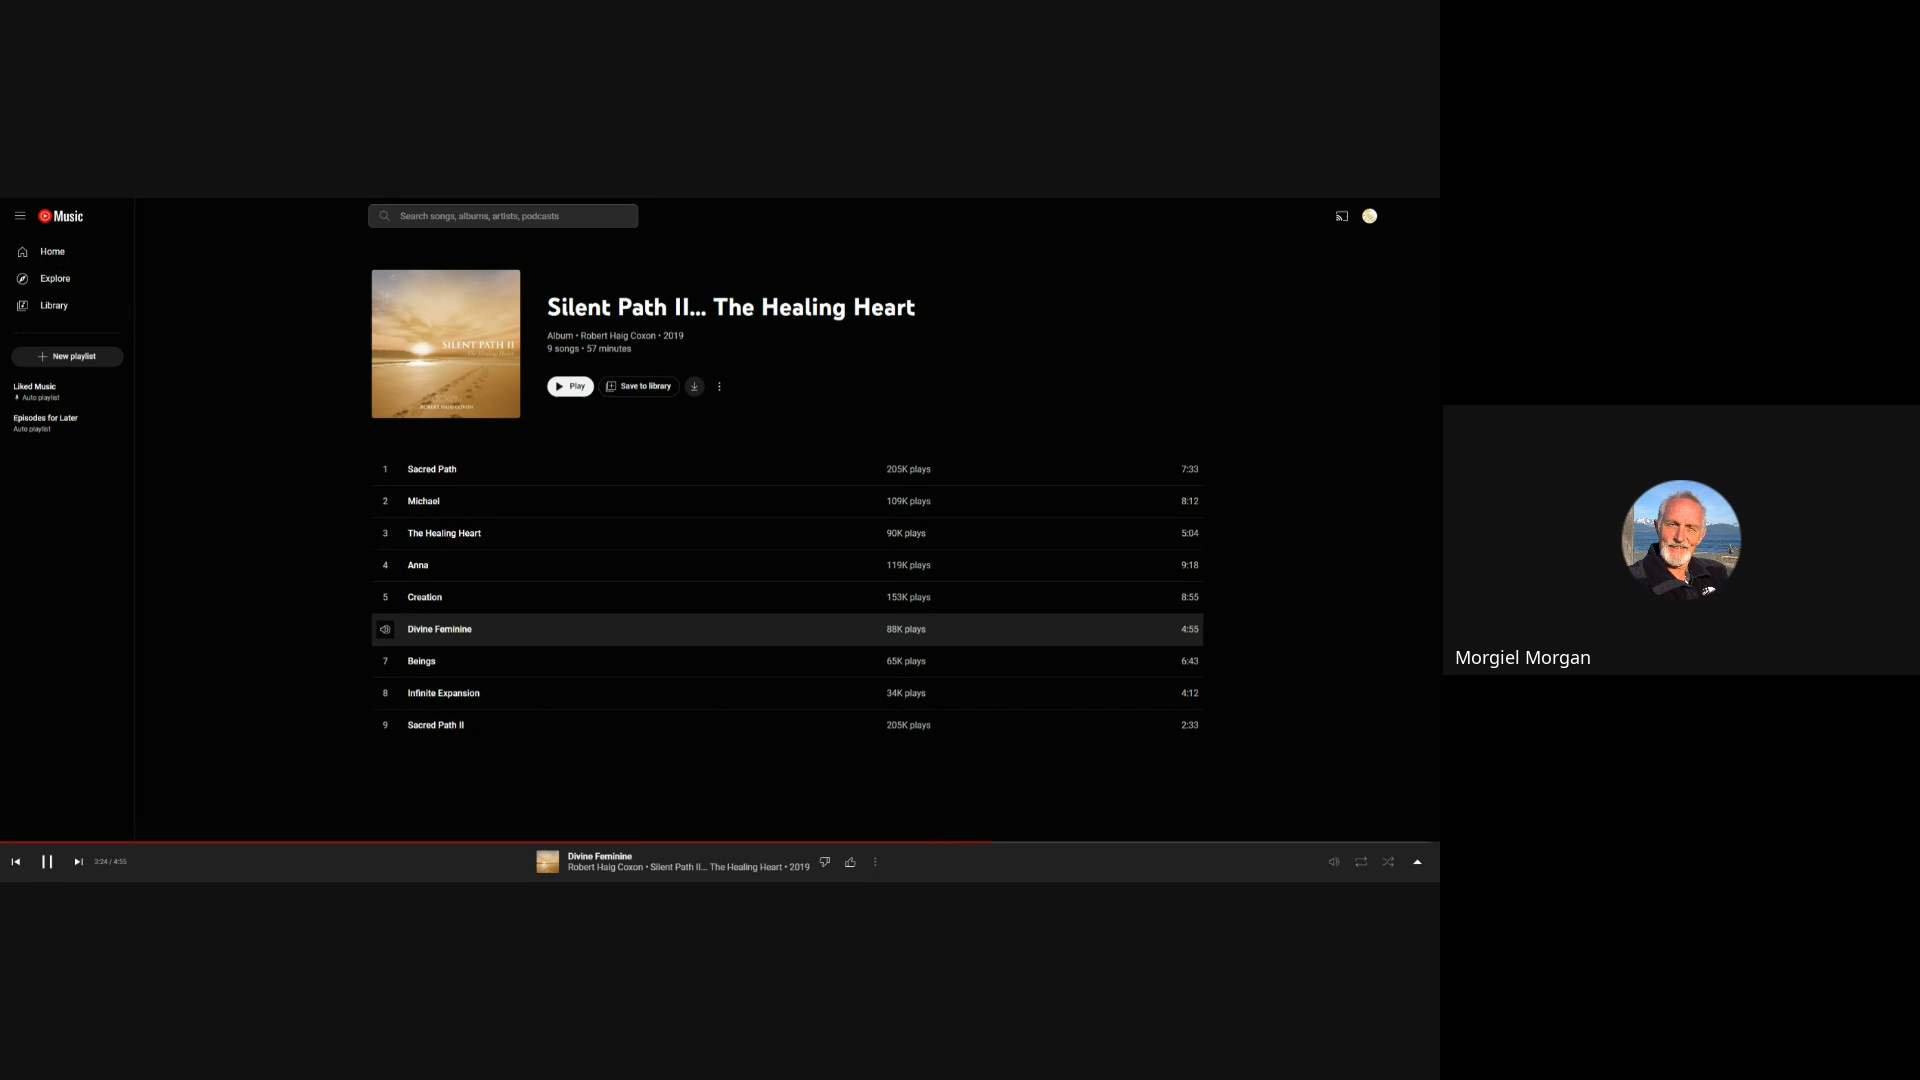 Music
Search songs, albums, artists, podcasts
Home
Explore
Library
New playlist
Liked Music
Auto playlist
Episodes for Later
Auto playlist
SILENT PATH II
The Healing Heart
ROBERT HAIG COXON
Silent Path II... The Healing Heart
Album • Robert Haig Coxon • 2019
9 songs • 57 minutes
Play
Save to library
1 Sacred Path 205K plays 7:33
2 Michael 109K plays 8:12
3 The Healing Heart 90K plays 5:04
4 Anna 119K plays 9:18
5 Creation 153K plays 8:55
Divine Feminine 88K plays 4:55
7 Beings 65K plays 6:43
8 Infinite Expansion 34K plays 4:12
9 Sacred Path II 205K plays 2:33
3:24 / 4:55
Divine Feminine
Robert Haig Coxon • Silent Path II... The Healing Heart • 2019
Morgiel Morgan